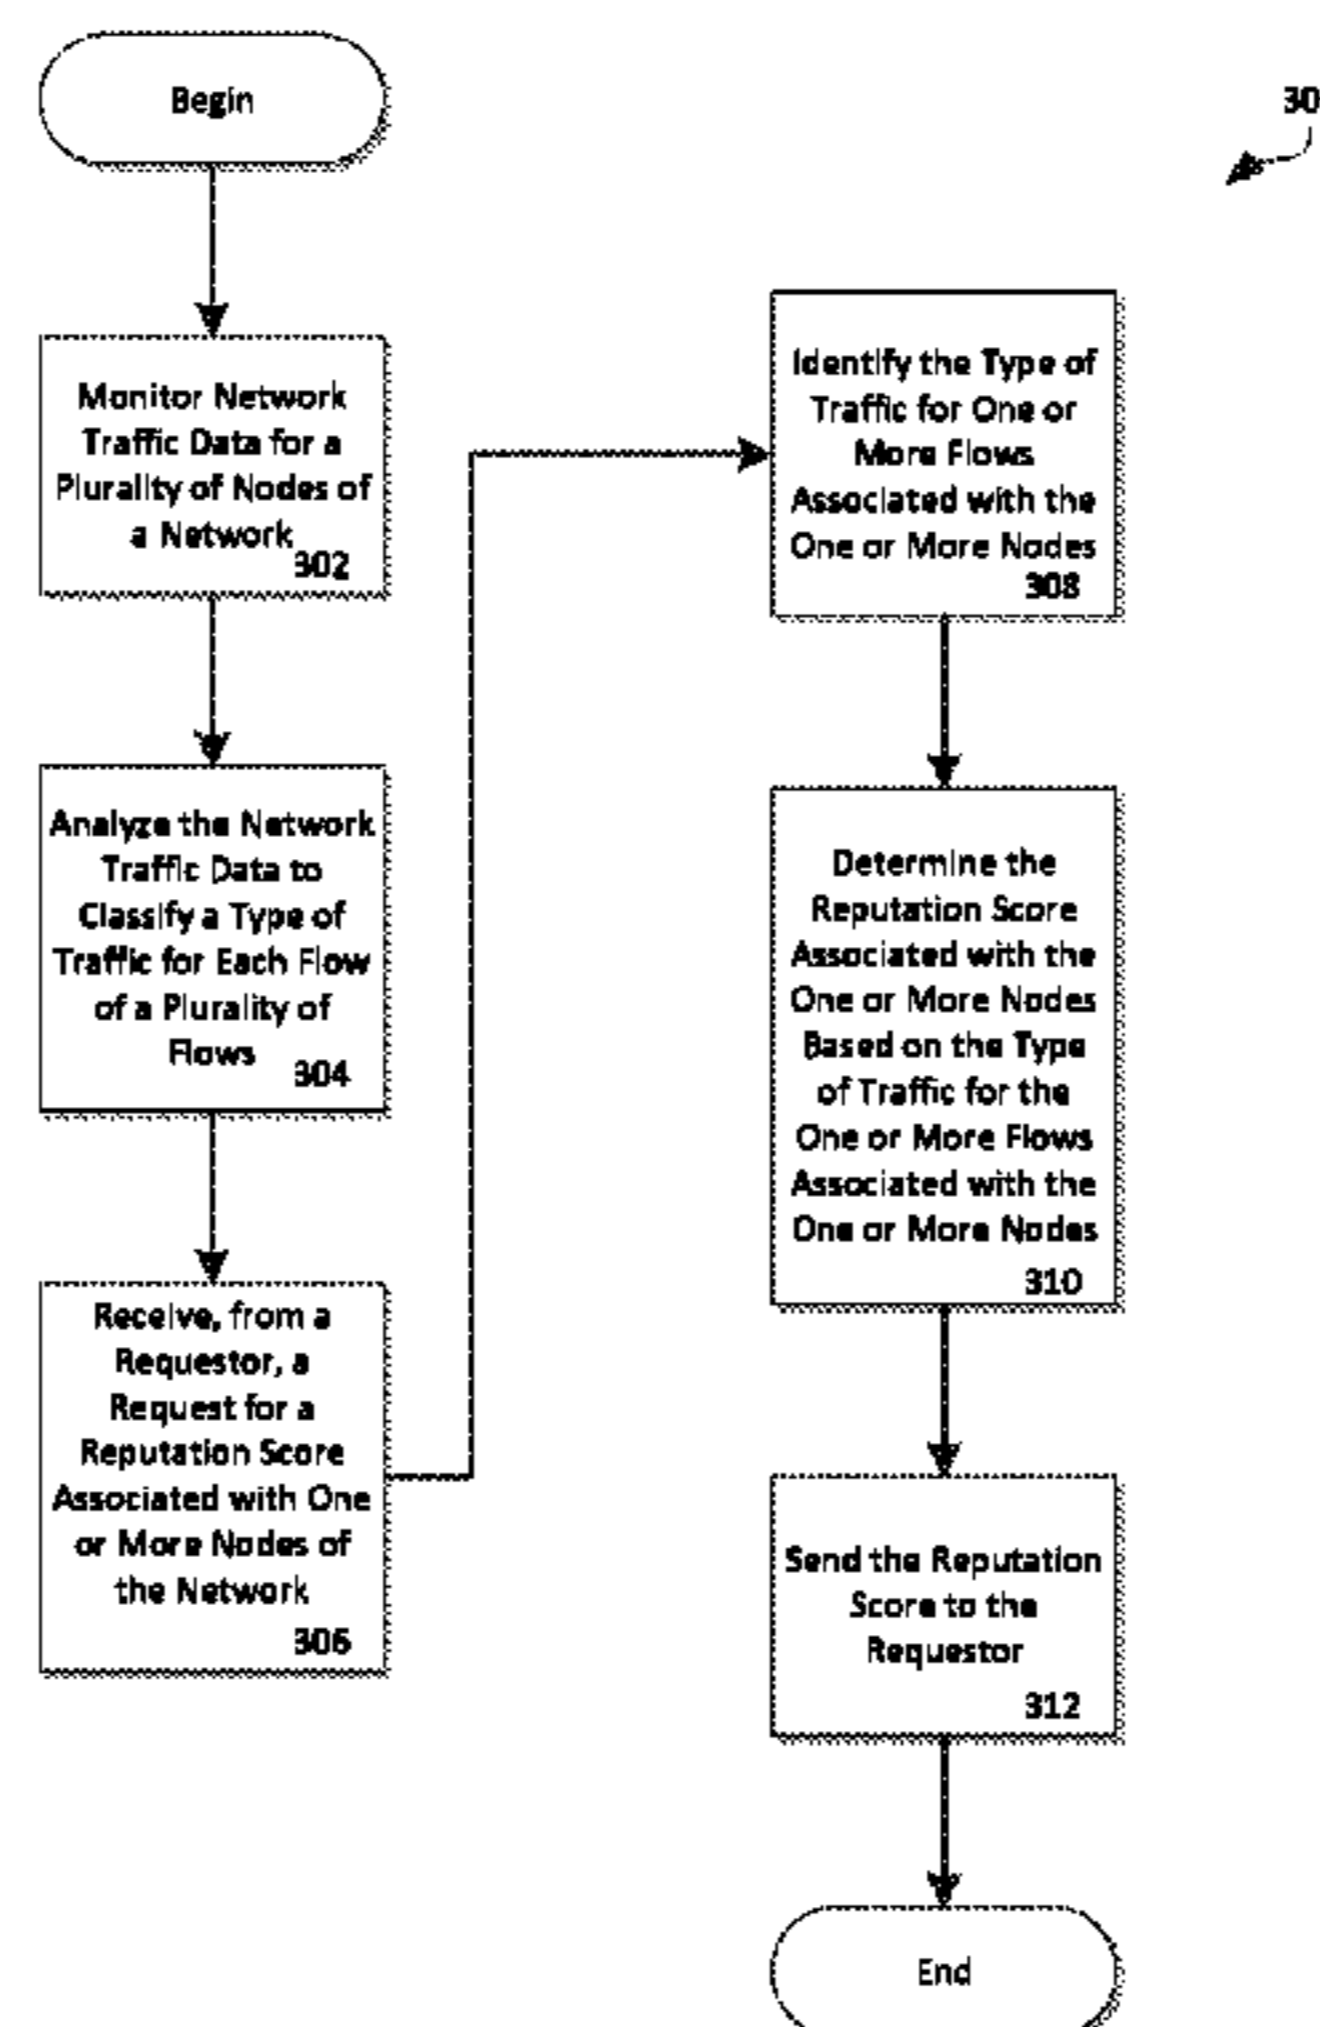 Begin
30
Monitor Network
Traffic Data for a
Plurality of Nodes of
a Network
302
Analyze the Network
Traffic Data to
Classify a Type of
Traffic for Each Flow
of a Plurality of
Flows
304
Receive, from a
Requestor, a
Request for a
Reputation Score
Associated with One
or More Nodes of
the Network
306
Identify the Type of
Traffic for One or
More Flows
Associated with the
One or More Nodes
308
Determine the
Reputation Score
Associated with the
One or More Nodes
Based on the Type
of Traffic for the
One or More Flows
Associated with the
One or More Nodes
310
Send the Reputation
Score to the
Requestor
312
End